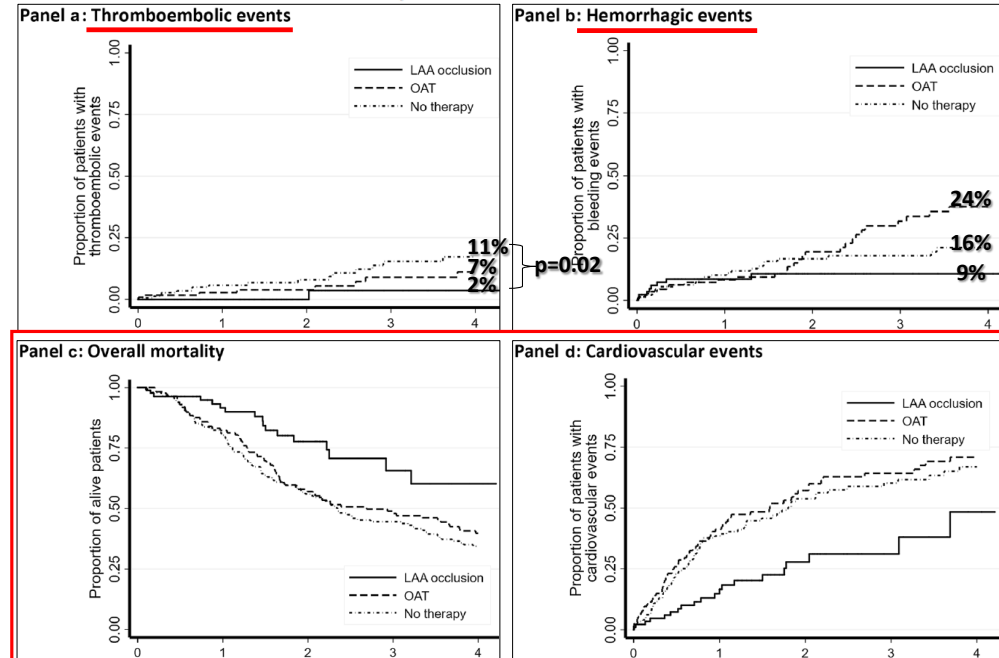 Panel a: Thromboembolic events
Proportion of patients with
thromboembolic events
1.00
0.75
0.50
0.25
0.00
LAA occlusion
OAT
No therapy
11%
7%
2%
p=0.02
0 1 2 3 4
Panel b: Hemorrhagic events
Proportion of patients with
bleeding events
1.00
0.75
0.50
0.25
0.00
LAA occlusion
OAT
No therapy
24%
16%
9%
0 1 2 3 4
Panel c: Overall mortality
Proportion of alive patients
1.00
0.75
0.50
0.25
0.00
LAA occlusion
OAT
No therapy
0 1 2 3 4
Panel d: Cardiovascular events
Proportion of patients with
cardiovascular events
1.00
0.75
0.50
0.25
0.00
LAA occlusion
OAT
No therapy
0 1 2 3 4